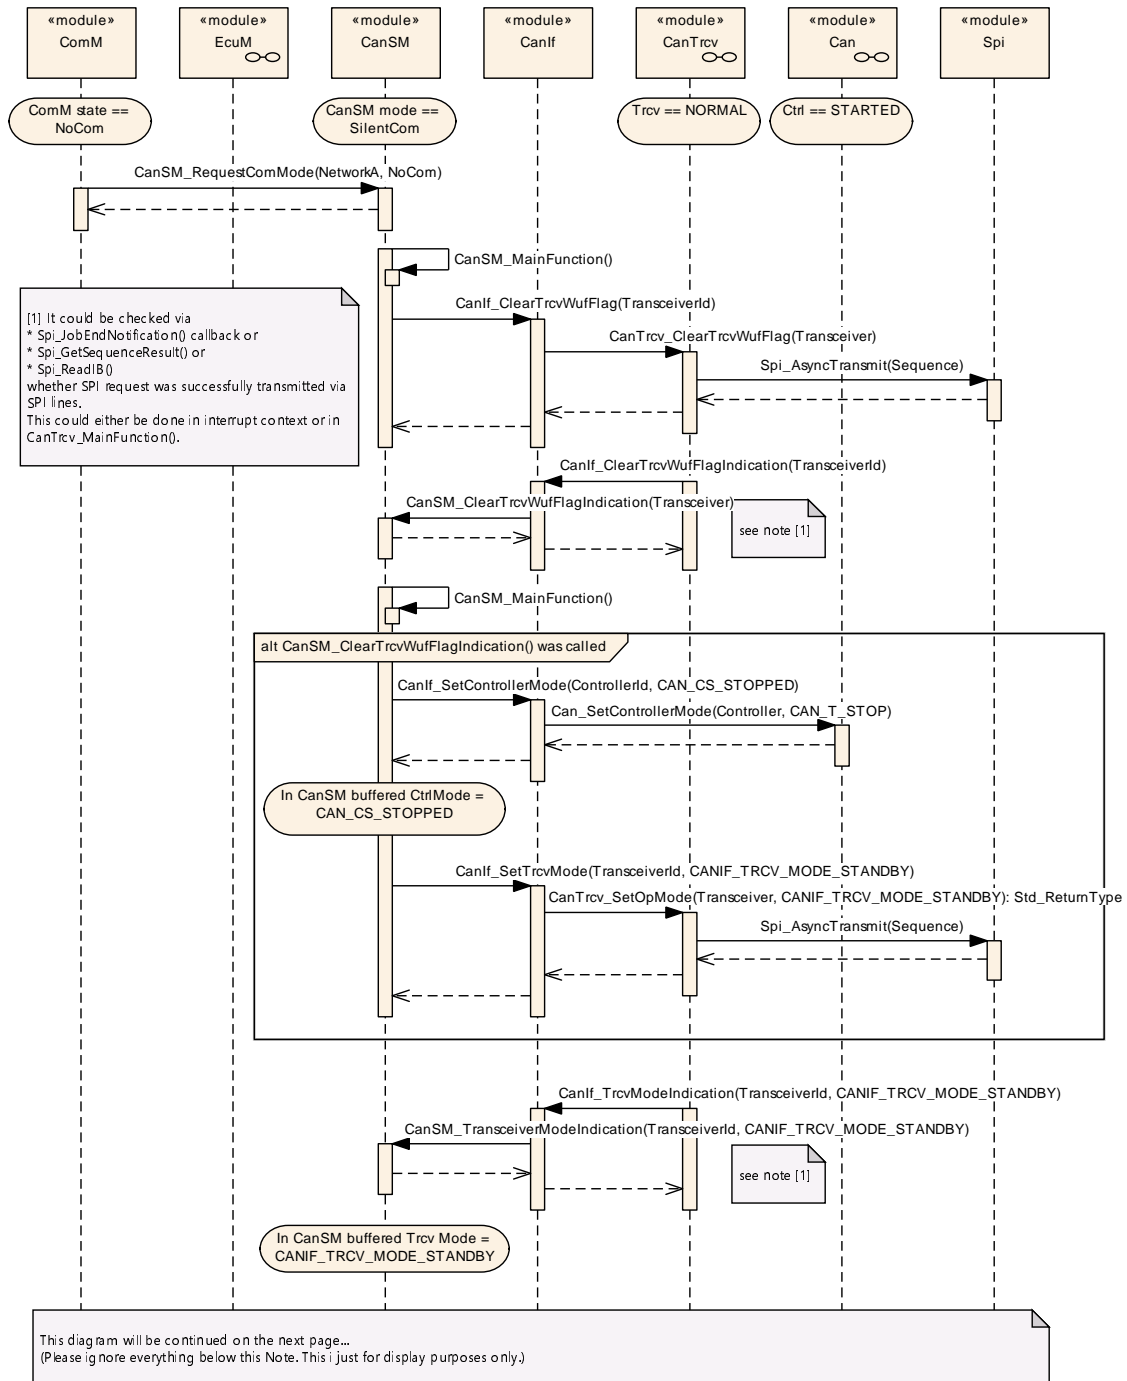 «module»
ComM
«module»
EcuM
«module»
CanSM
«module»
CanIf
«module»
CanTrcv
«module»
Can
«module»
Spi
ComM state ==
NoCom
CanSM mode ==
SilentCom
Trcv == NORMAL
Ctrl == STARTED
CanSM_RequestComMode(NetworkA, NoCom)
CanSM_MainFunction()
[1] It could be checked via
* Spi_JobEndNotification() callback or
* Spi_GetSequenceResult() or
* Spi_ReadIB()
whether SPI request was successfully transmitted via
SPI lines.
This could either be done in interrupt context or in
CanTrcv_MainFunction().
CanIf_ClearTrcvWufFlag(TransceiverId)
CanTrcv_ClearTrcvWufFlag(Transceiver)
Spi_AsyncTransmit(Sequence)
CanIf_ClearTrcvWufFlagIndication(TransceiverId)
CanSM_ClearTrcvWufFlagIndication(Transceiver)
see note [1]
CanSM_MainFunction()
alt CanSM_ClearTrcvWufFlagIndication() was called
CanIf_SetControllerMode(ControllerId, CAN_CS_STOPPED)
Can_SetControllerMode(Controller, CAN_T_STOP)
In CanSM buffered CtrlMode =
CAN_CS_STOPPED
CanIf_SetTrcvMode(TransceiverId, CANIF_TRCV_MODE_STANDBY)
CanTrcv_SetOpMode(Transceiver, CANIF_TRCV_MODE_STANDBY): Std_ReturnType
Spi_AsyncTransmit(Sequence)
CanIf_TrcvModeIndication(TransceiverId, CANIF_TRCV_MODE_STANDBY)
CanSM_TransceiverModeIndication(TransceiverId, CANIF_TRCV_MODE_STANDBY)
see note [1]
In CanSM buffered Trcv Mode =
CANIF_TRCV_MODE_STANDBY
This diagram will be continued on the next page...
(Please ignore everything below this Note. This i just for display purposes only.)